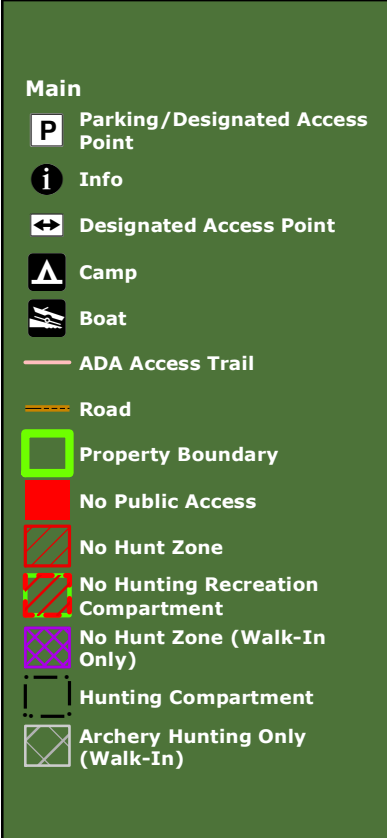 Main
P
Parking/Designated Access
Point
i
Info
Designated Access Point
Camp
Boat
ADA Access Trail
Road
Property Boundary
No Public Access
No Hunt Zone
No Hunting Recreation
Compartment
No Hunt Zone (Walk-In
Only)
Hunting Compartment
Archery Hunting Only
(Walk-In)